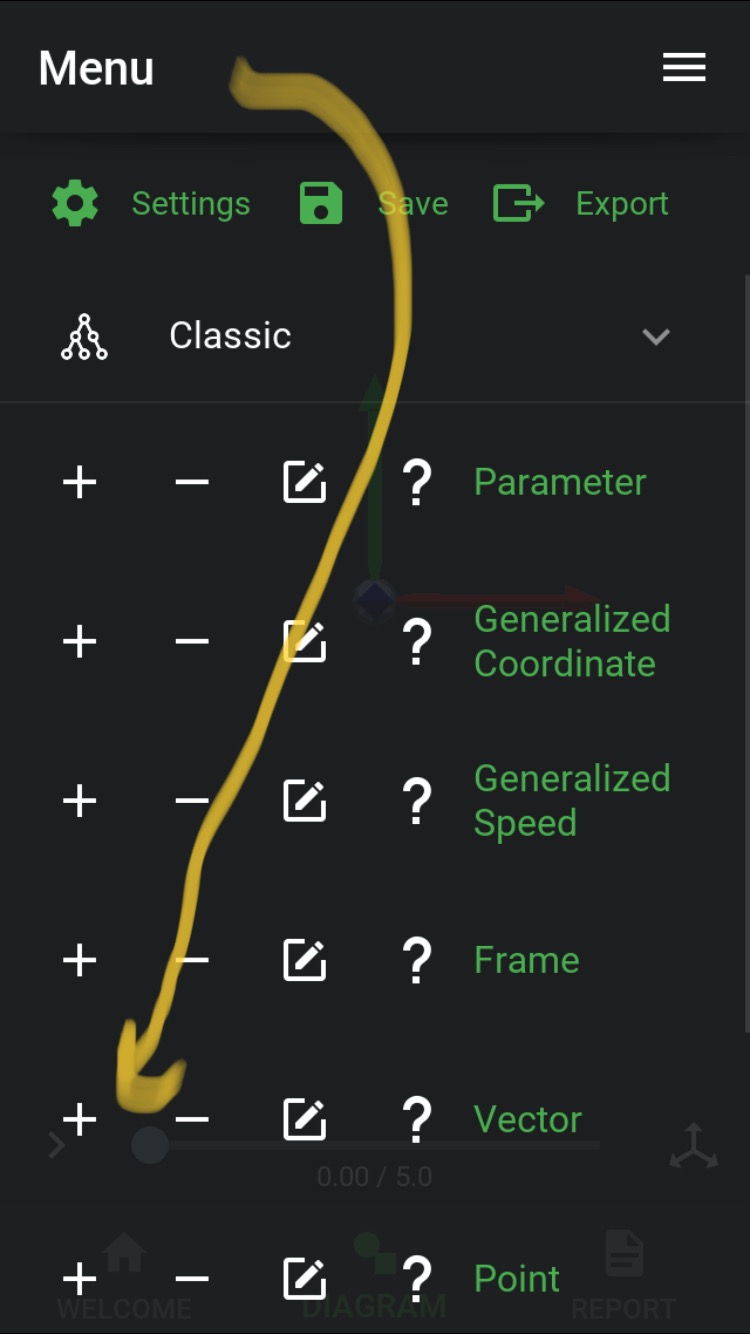 Menu
Settings Save Export
Classic
+ − ? Parameter
+ − ? Generalized
Coordinate
+ − ? Generalized
Speed
+ − ? Frame
+ − ? Vector
0.00 / 5.0
+ − ? Point
WELCOME DIAGRAM REPORT